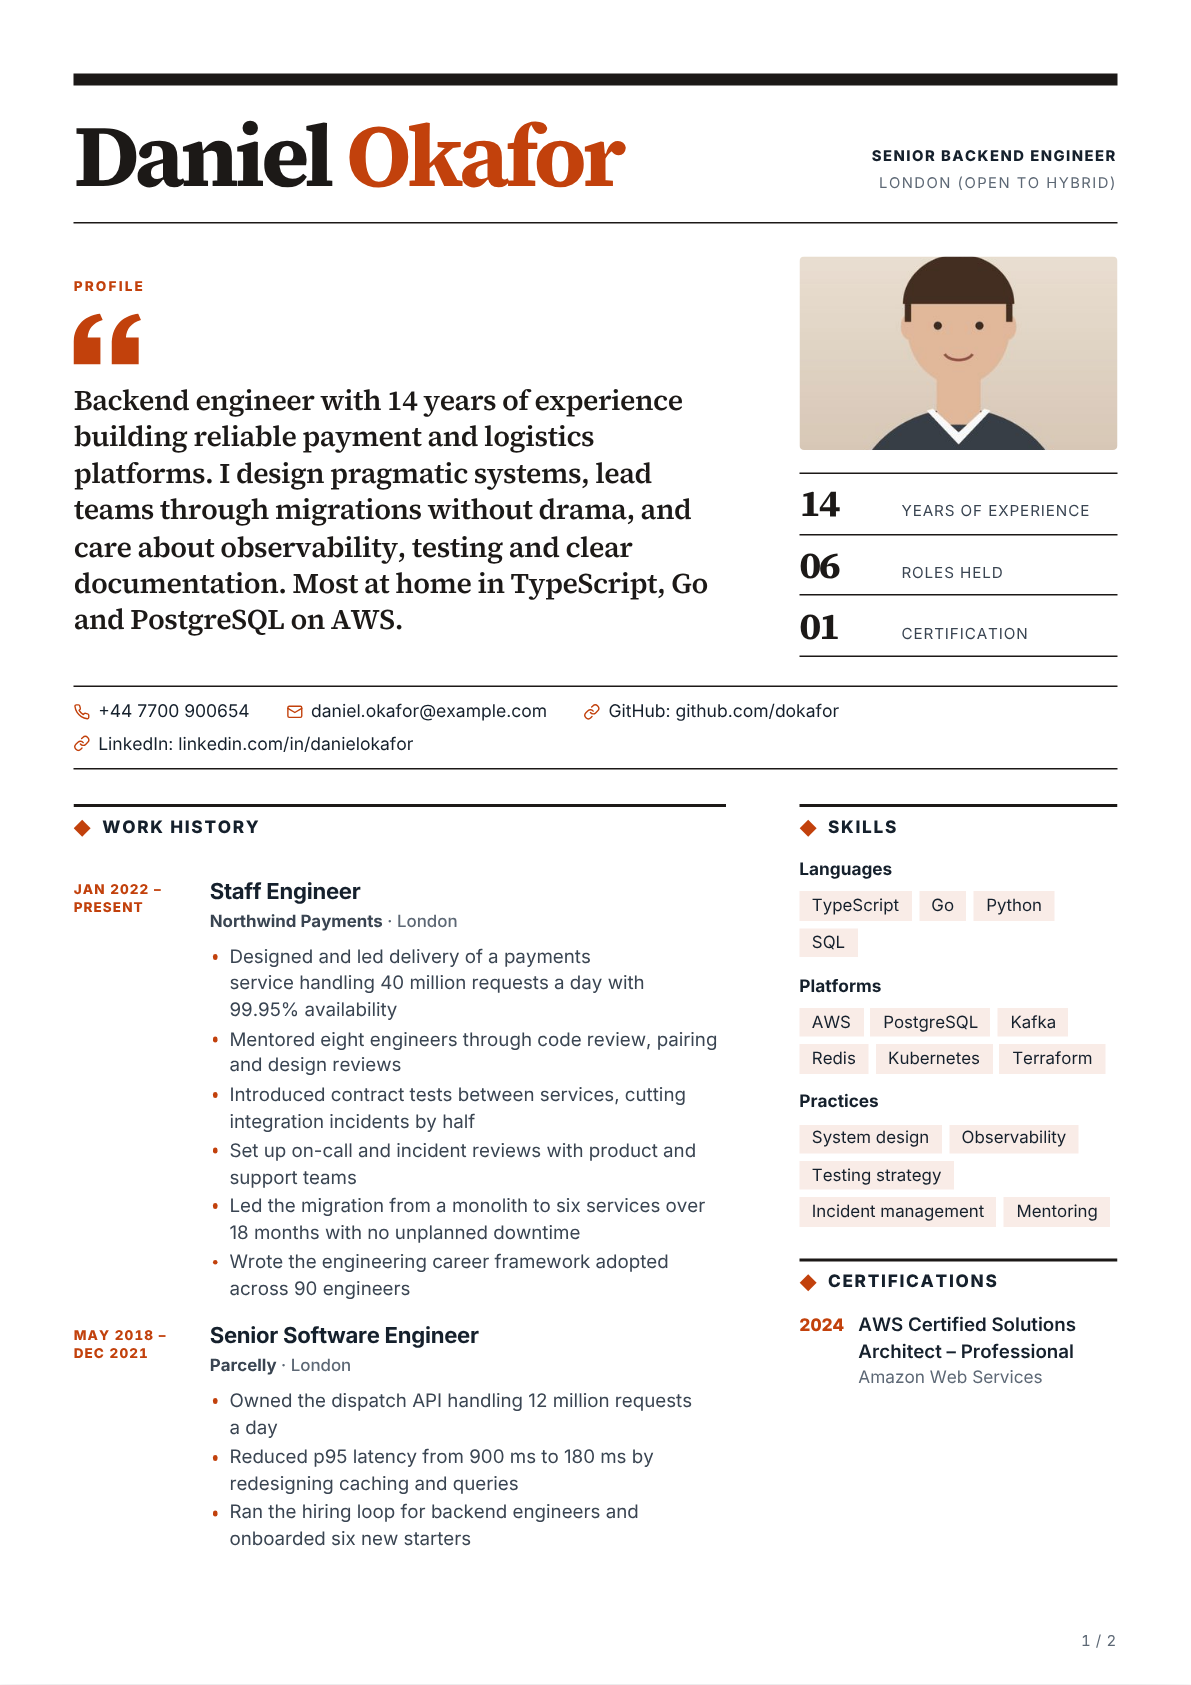 Daniel Okafor
SENIOR BACKEND ENGINEER
LONDON (OPEN TO HYBRID)
PROFILE
Backend engineer with 14 years of experience
building reliable payment and logistics
platforms. I design pragmatic systems, lead
teams through migrations without drama, and
care about observability, testing and clear
documentation. Most at home in TypeScript, Go
and PostgreSQL on AWS.
14 YEARS OF EXPERIENCE
06 ROLES HELD
01 CERTIFICATION
+44 7700 900654 daniel.okafor@example.com GitHub: github.com/dokafor
LinkedIn: linkedin.com/in/danielokafor
WORK HISTORY
JAN 2022 –
PRESENT
Staff Engineer
Northwind Payments · London
• Designed and led delivery of a payments
service handling 40 million requests a day with
99.95% availability
• Mentored eight engineers through code review, pairing
and design reviews
• Introduced contract tests between services, cutting
integration incidents by half
• Set up on-call and incident reviews with product and
support teams
• Led the migration from a monolith to six services over
18 months with no unplanned downtime
• Wrote the engineering career framework adopted
across 90 engineers
MAY 2018 –
DEC 2021
Senior Software Engineer
Parcelly · London
• Owned the dispatch API handling 12 million requests
a day
• Reduced p95 latency from 900 ms to 180 ms by
redesigning caching and queries
• Ran the hiring loop for backend engineers and
onboarded six new starters
SKILLS
Languages
TypeScript Go Python
SQL
Platforms
AWS PostgreSQL Kafka
Redis Kubernetes Terraform
Practices
System design Observability
Testing strategy
Incident management Mentoring
CERTIFICATIONS
2024 AWS Certified Solutions
Architect – Professional
Amazon Web Services
1 / 2